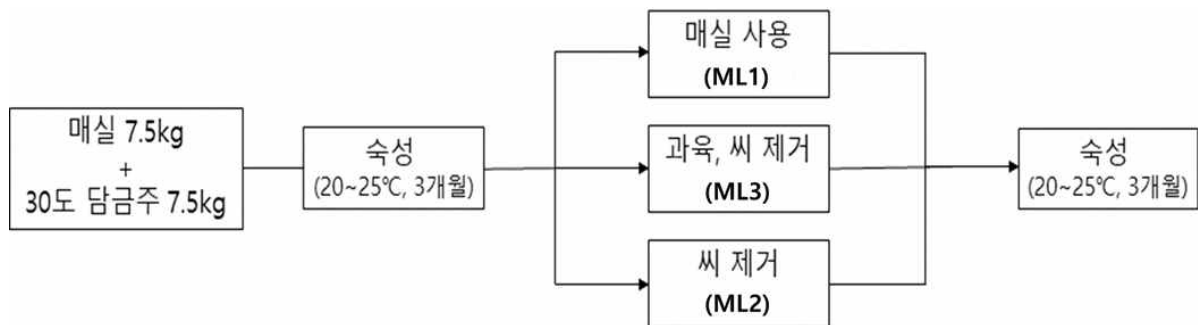 매실 7.5kg
+
30도 담금주 7.5kg
숙성
(20~25℃, 3개월)
매실 사용
(ML1)
과육, 씨 제거
(ML3)
씨 제거
(ML2)
숙성
(20~25℃, 3개월)